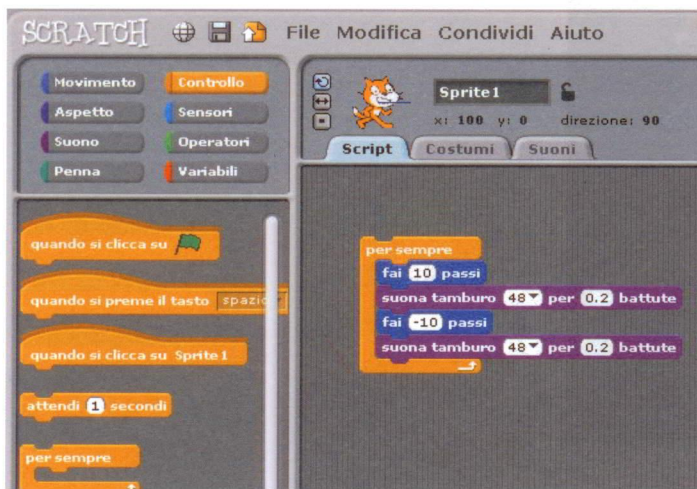 SCRATCH File Modifica Condividi Aiuto
Movimento Controllo
Aspetto Sensori
Suono Operatori
Penna Variabili
Sprite1
x: 100 y: 0 direzione: 90
Script Costumi Suoni
quando si clicca su
quando si preme il tasto spazio
quando si clicca su Sprite1
attendi 1 secondi
per sempre
per sempre
fai 10 passi
suona tamburo 48 per 0.2 battute
fai -10 passi
suona tamburo 48 per 0.2 battute